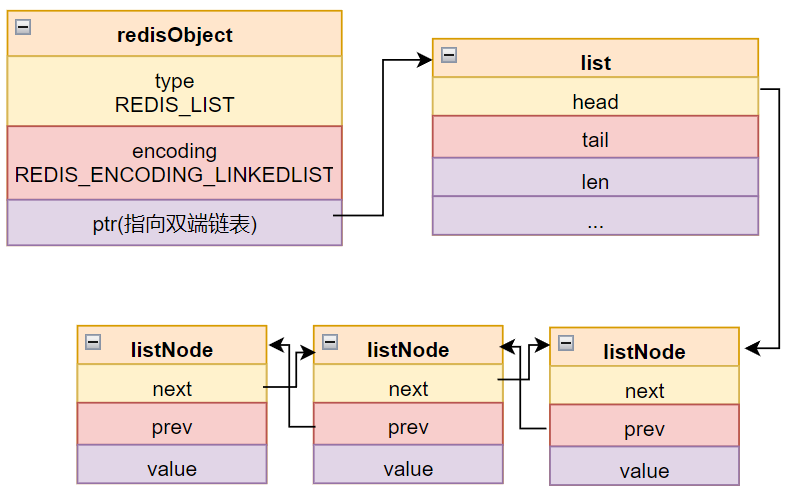 redisObject
type
REDIS_LIST
encoding
REDIS_ENCODING_LINKEDLIST
ptr(指向双端链表)
list
head
tail
len
...
listNode
next
prev
value
listNode
next
prev
value
listNode
next
prev
value